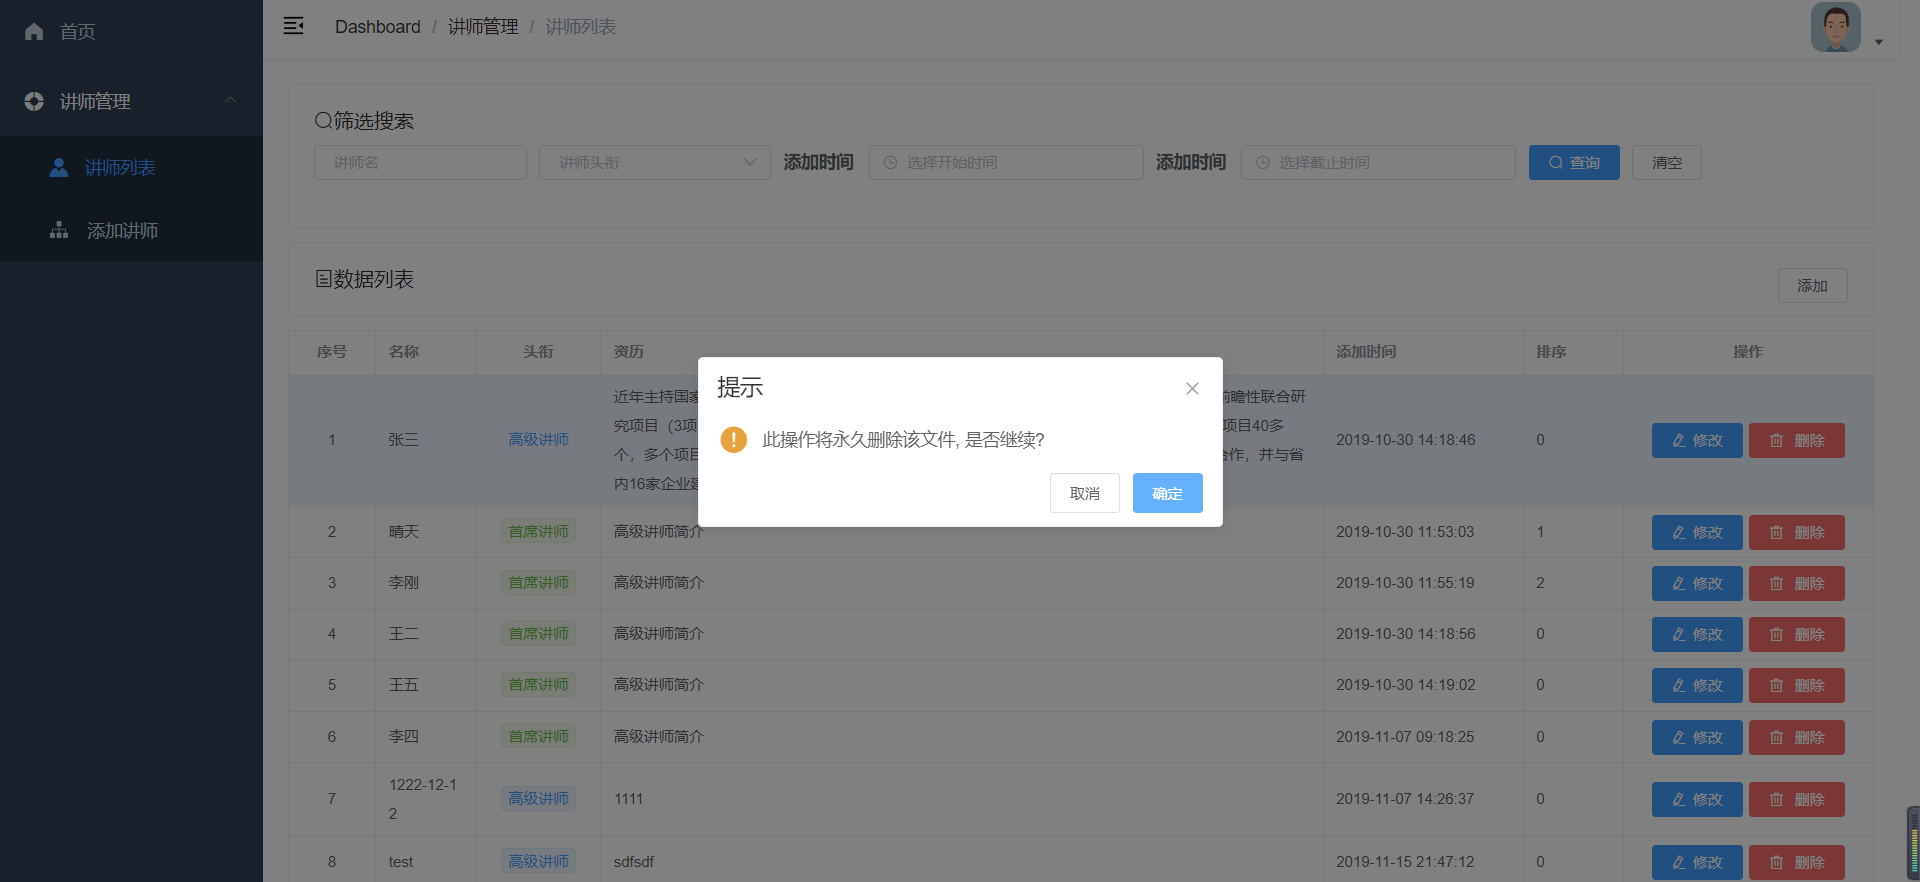 首页
讲师管理
讲师列表
添加讲师
Dashboard / 讲师管理 / 讲师列表
筛选搜索
讲师名 讲师头衔 添加时间 选择开始时间 添加时间 选择截止时间 查询 清空
数据列表 添加
序号 名称 头衔 资历 添加时间 排序 操作
1 张三 高级讲师 2019-10-30 14:18:46 0 修改 删除
近年主持国家 前瞻性联合研
究项目（3项 项目40多
个，多个项目 合作，并与省
内16家企业建
提示
此操作将永久删除该文件, 是否继续?
取消 确定
2 晴天 首席讲师 高级讲师简介 2019-10-30 11:53:03 1 修改 删除
3 李刚 首席讲师 高级讲师简介 2019-10-30 11:55:19 2 修改 删除
4 王二 首席讲师 高级讲师简介 2019-10-30 14:18:56 0 修改 删除
5 王五 首席讲师 高级讲师简介 2019-10-30 14:19:02 0 修改 删除
6 李四 首席讲师 高级讲师简介 2019-11-07 09:18:25 0 修改 删除
7 1222-12-1
2 高级讲师 1111 2019-11-07 14:26:37 0 修改 删除
8 test 高级讲师 sdfsdf 2019-11-15 21:47:12 0 修改 删除